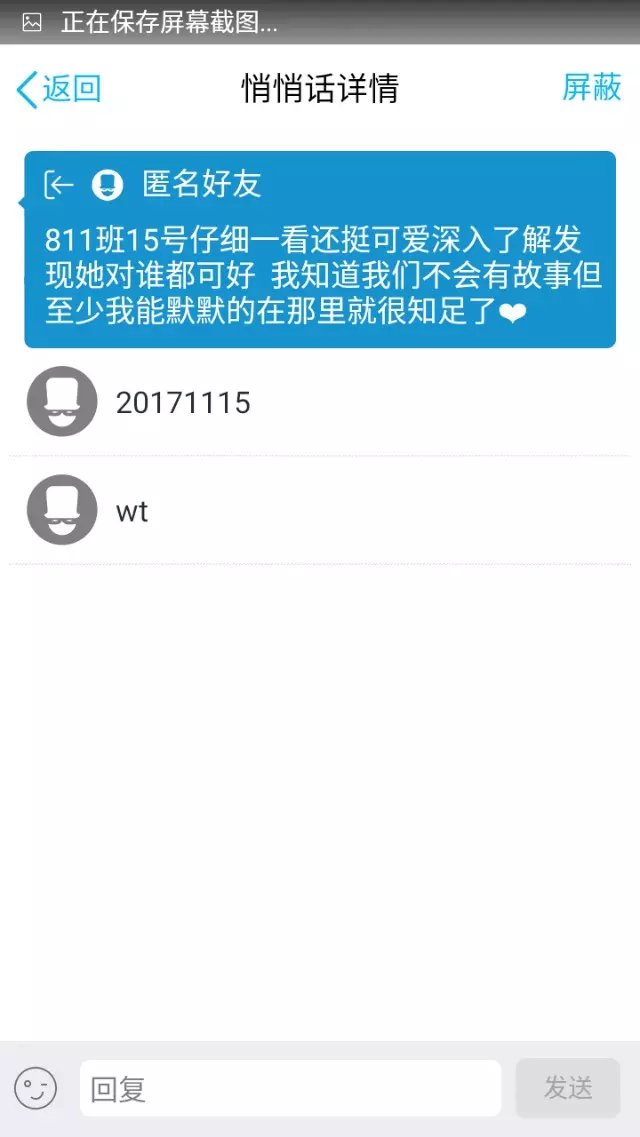 正在保存屏幕截图...
返回 悄悄话详情 屏蔽
匿名好友
811班15号仔细一看还挺可爱深入了解发
现她对谁都可好 我知道我们不会有故事但
至少我能默默的在那里就很知足了❤
20171115
wt
回复 发送